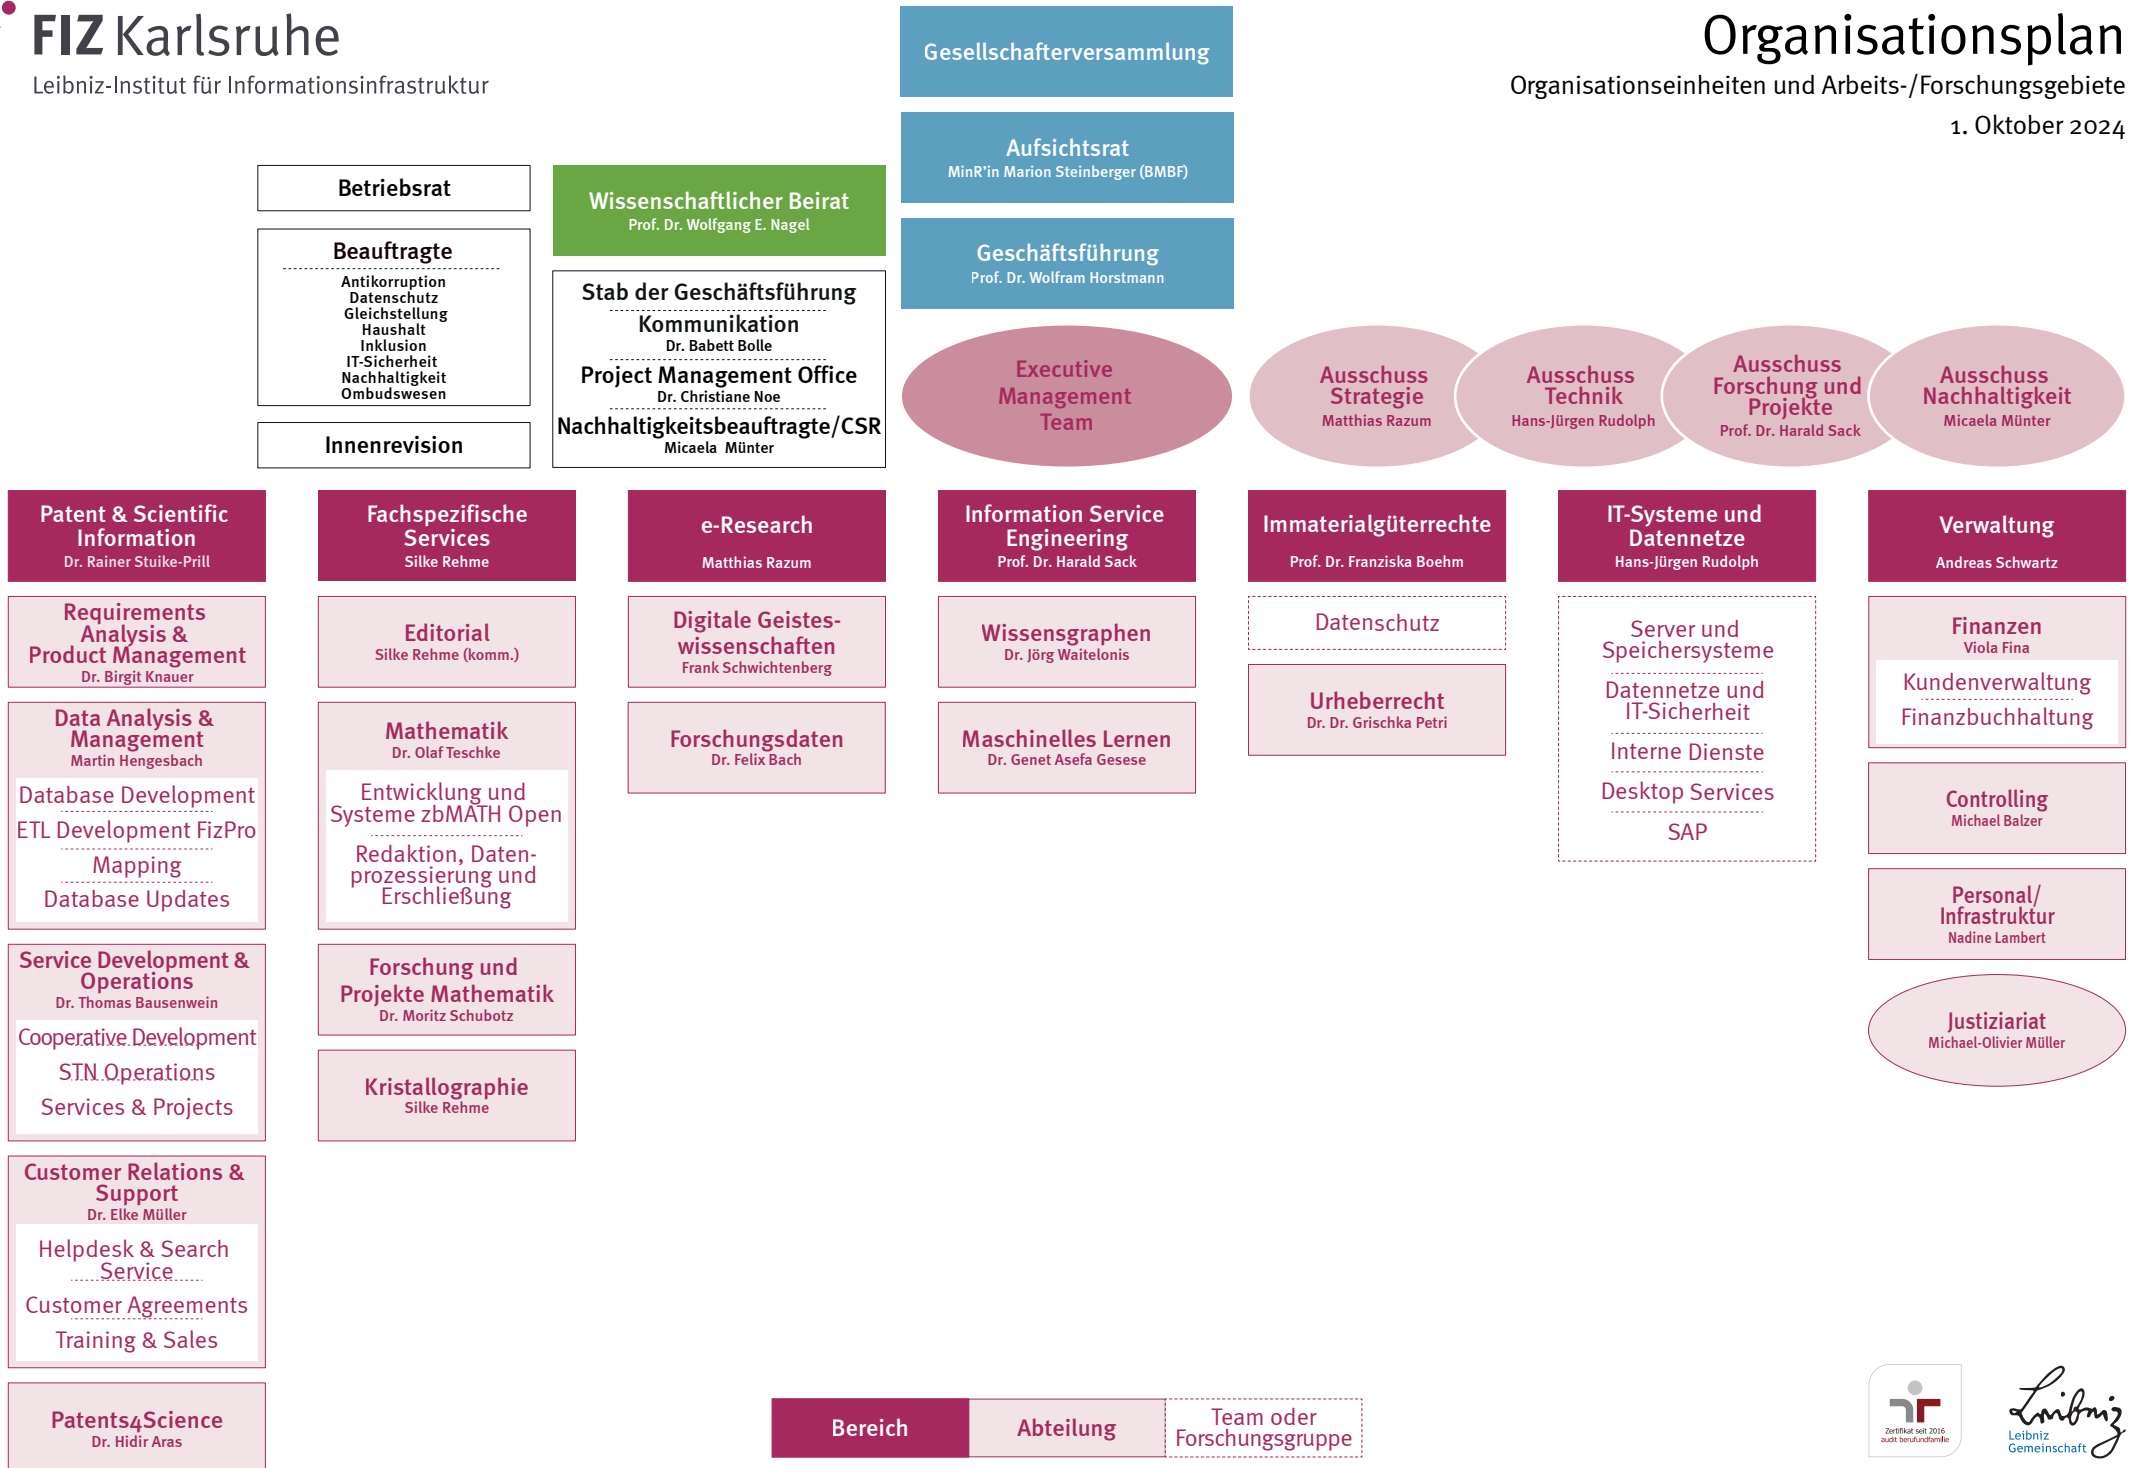 FIZ Karlsruhe
Leibniz-Institut für Informationsinfrastruktur
Organisationsplan
Organisationseinheiten und Arbeits-/Forschungsgebiete
1. Oktober 2024
Gesellschafterversammlung
Aufsichtsrat
MinR’in Marion Steinberger (BMBF)
Geschäftsführung
Prof. Dr. Wolfram Horstmann
Betriebsrat
Beauftragte
Antikorruption
Datenschutz
Gleichstellung
Haushalt
Inklusion
IT-Sicherheit
Nachhaltigkeit
Ombudswesen
Innenrevision
Wissenschaftlicher Beirat
Prof. Dr. Wolfgang E. Nagel
Stab der Geschäftsführung
Kommunikation
Dr. Babett Bolle
Project Management Office
Dr. Christiane Noe
Nachhaltigkeitsbeauftragte/CSR
Micaela Münter
Executive
Management
Team
Ausschuss
Strategie
Matthias Razum
Ausschuss
Technik
Hans-Jürgen Rudolph
Ausschuss
Forschung und
Projekte
Prof. Dr. Harald Sack
Ausschuss
Nachhaltigkeit
Micaela Münter
Patent & Scientific
Information
Dr. Rainer Stuike-Prill
Requirements
Analysis &
Product Management
Dr. Birgit Knauer
Data Analysis &
Management
Martin Hengesbach
Database Development
ETL Development FizPro
Mapping
Database Updates
Service Development &
Operations
Dr. Thomas Bausenwein
Cooperative Development
STN Operations
Services & Projects
Customer Relations &
Support
Dr. Elke Müller
Helpdesk & Search
Service
Customer Agreements
Training & Sales
Patents4Science
Dr. Hidir Aras
Fachspezifische
Services
Silke Rehme
Editorial
Silke Rehme (komm.)
Mathematik
Dr. Olaf Teschke
Entwicklung und
Systeme zbMATH Open
Redaktion, Daten-
prozessierung und
Erschließung
Forschung und
Projekte Mathematik
Dr. Moritz Schubotz
Kristallographie
Silke Rehme
e-Research
Matthias Razum
Digitale Geistes-
wissenschaften
Frank Schwichtenberg
Forschungsdaten
Dr. Felix Bach
Information Service
Engineering
Prof. Dr. Harald Sack
Wissensgraphen
Dr. Jörg Waitelonis
Maschinelles Lernen
Dr. Genet Asefa Gesese
Immaterialgüterrechte
Prof. Dr. Franziska Boehm
Datenschutz
Urheberrecht
Dr. Dr. Grischka Petri
IT-Systeme und
Datennetze
Hans-Jürgen Rudolph
Server und
Speichersysteme
Datennetze und
IT-Sicherheit
Interne Dienste
Desktop Services
SAP
Verwaltung
Andreas Schwartz
Finanzen
Viola Fina
Kundenverwaltung
Finanzbuchhaltung
Controlling
Michael Balzer
Personal/
Infrastruktur
Nadine Lambert
Justiziariat
Michael-Olivier Müller
Bereich
Abteilung
Team oder
Forschungsgruppe
Zertifikat seit 2016
audit berufundfamilie
Leibniz
Leibniz
Gemeinschaft